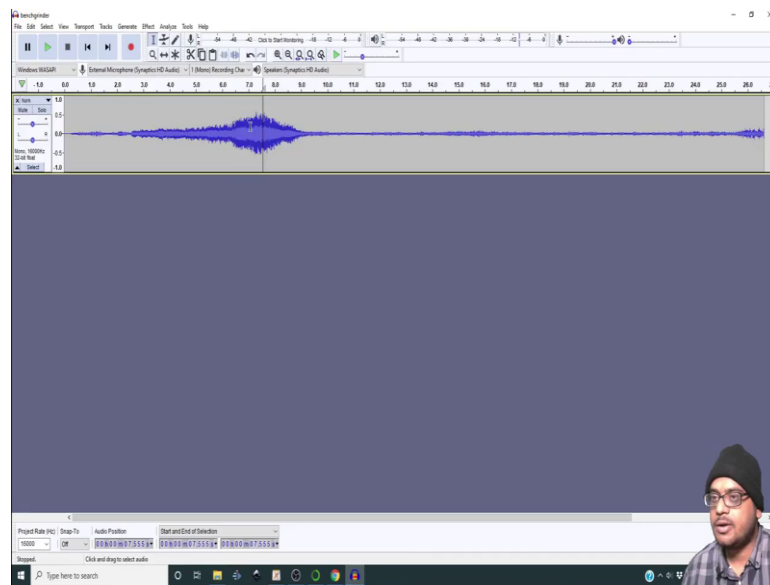 benchgrinder
File Edit Select View Transport Tracks Generate Effect Analyze Tools Help
Click to Start Monitoring
Windows WASAPI External Microphone (Synaptics HD Audio) 1 (Mono) Recording Cha Speakers (Synaptics HD Audio)
-1.0 0.0 1.0 2.0 3.0 4.0 5.0 6.0 7.0 8.0 9.0 10.0 11.0 12.0 13.0 14.0 15.0 16.0 17.0 18.0 19.0 20.0 21.0 22.0 23.0 24.0 25.0 26.0
1.0
Mute Solo
0.5
L R 0.0
Mono, 16000Hz
32-bit float
-0.5
Select -1.0
Project Rate (Hz) Snap-To Audio Position Start and End of Selection
16000 Off 00h00m07.555s 00h00m07.555s 00h00m07.555s
Stopped. Click and drag to select audio
Type here to search